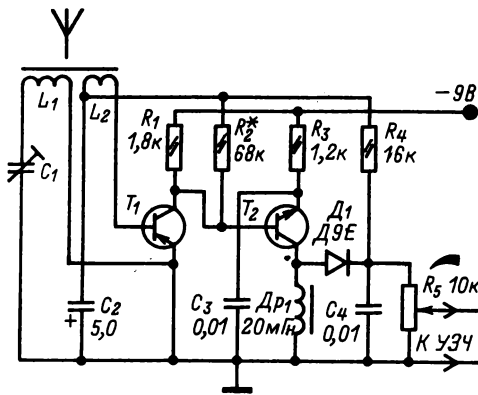 L1
L2
R1
1,8к
R2*
68к
R3
1,2к
R4
16к
−9В
C1
T1
T2
Д1
Д9Е
C2
5,0
+
C3
0,01
Др1
20мГн
C4
0,01
R5 10к
К УЗЧ